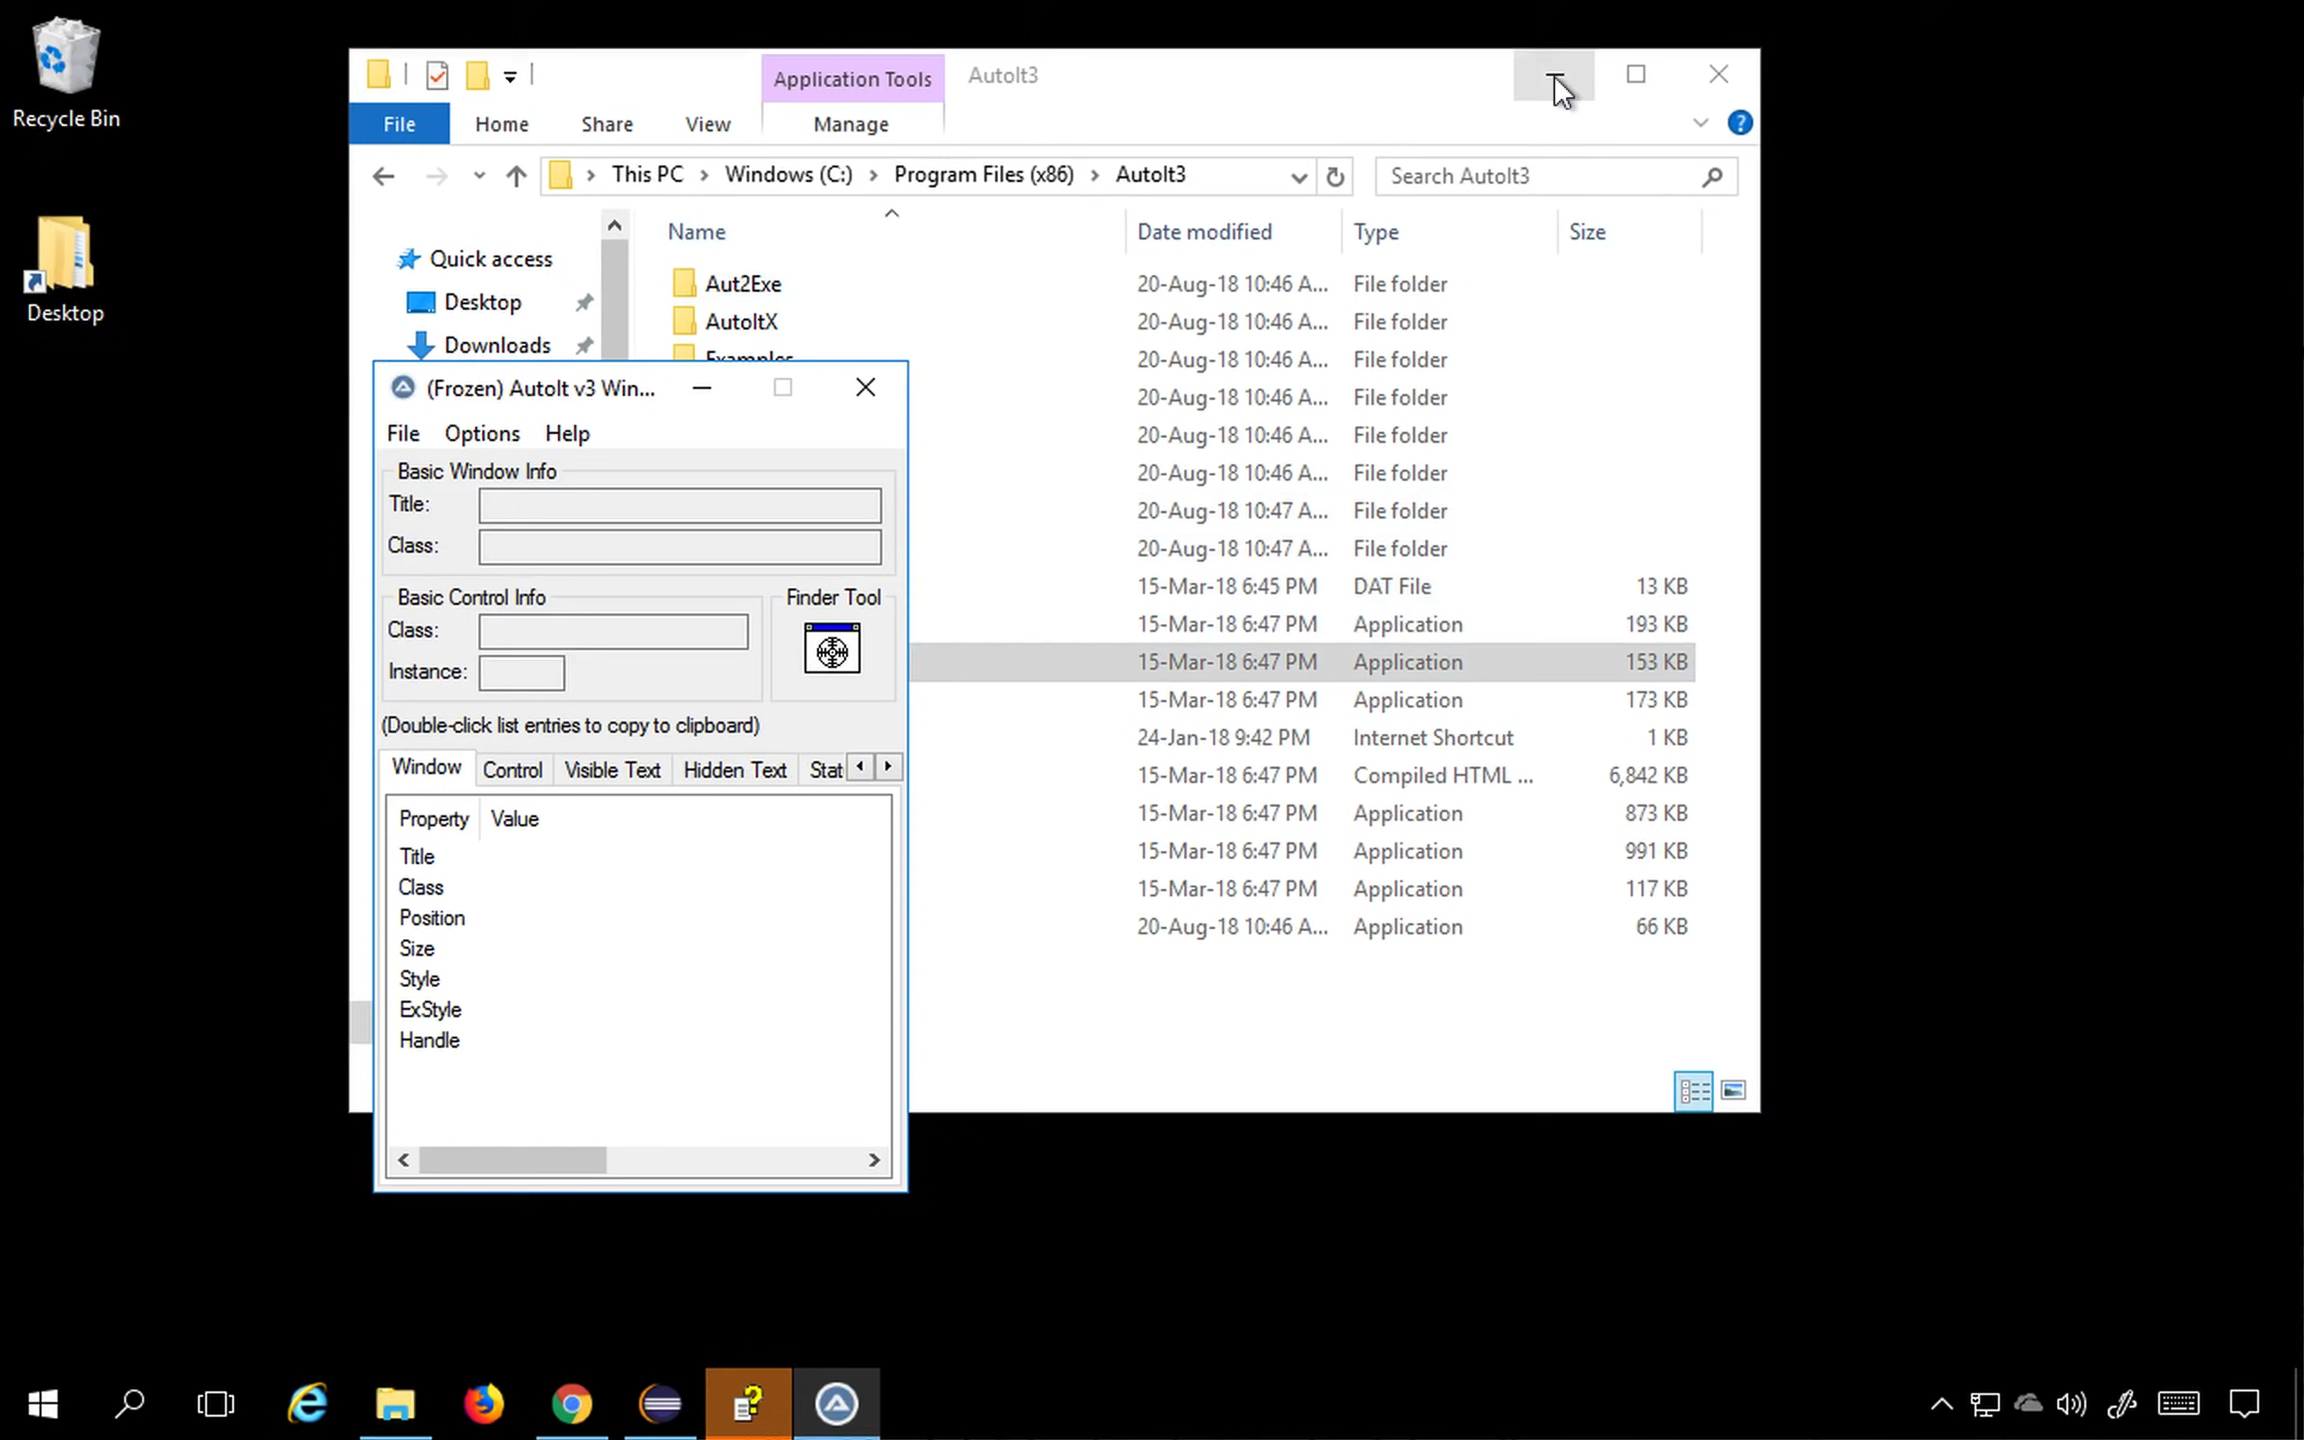 Recycle Bin
Desktop
Application Tools
AutoIt3
File
Home
Share
View
Manage
This PC
Windows (C:)
Program Files (x86)
AutoIt3
Search AutoIt3
Name
Date modified
Type
Size
Quick access
Desktop
Downloads
Aut2Exe 20-Aug-18 10:46 A... File folder
AutoItX 20-Aug-18 10:46 A... File folder
Examples 20-Aug-18 10:46 A... File folder
20-Aug-18 10:46 A... File folder
20-Aug-18 10:46 A... File folder
20-Aug-18 10:46 A... File folder
20-Aug-18 10:47 A... File folder
20-Aug-18 10:47 A... File folder
15-Mar-18 6:45 PM DAT File 13 KB
15-Mar-18 6:47 PM Application 193 KB
15-Mar-18 6:47 PM Application 153 KB
15-Mar-18 6:47 PM Application 173 KB
24-Jan-18 9:42 PM Internet Shortcut 1 KB
15-Mar-18 6:47 PM Compiled HTML ... 6,842 KB
15-Mar-18 6:47 PM Application 873 KB
15-Mar-18 6:47 PM Application 991 KB
15-Mar-18 6:47 PM Application 117 KB
20-Aug-18 10:46 A... Application 66 KB
(Frozen) AutoIt v3 Win...
File Options Help
Basic Window Info
Title:
Class:
Basic Control Info
Finder Tool
Class:
Instance:
(Double-click list entries to copy to clipboard)
Window Control Visible Text Hidden Text Stat
Property Value
Title
Class
Position
Size
Style
ExStyle
Handle